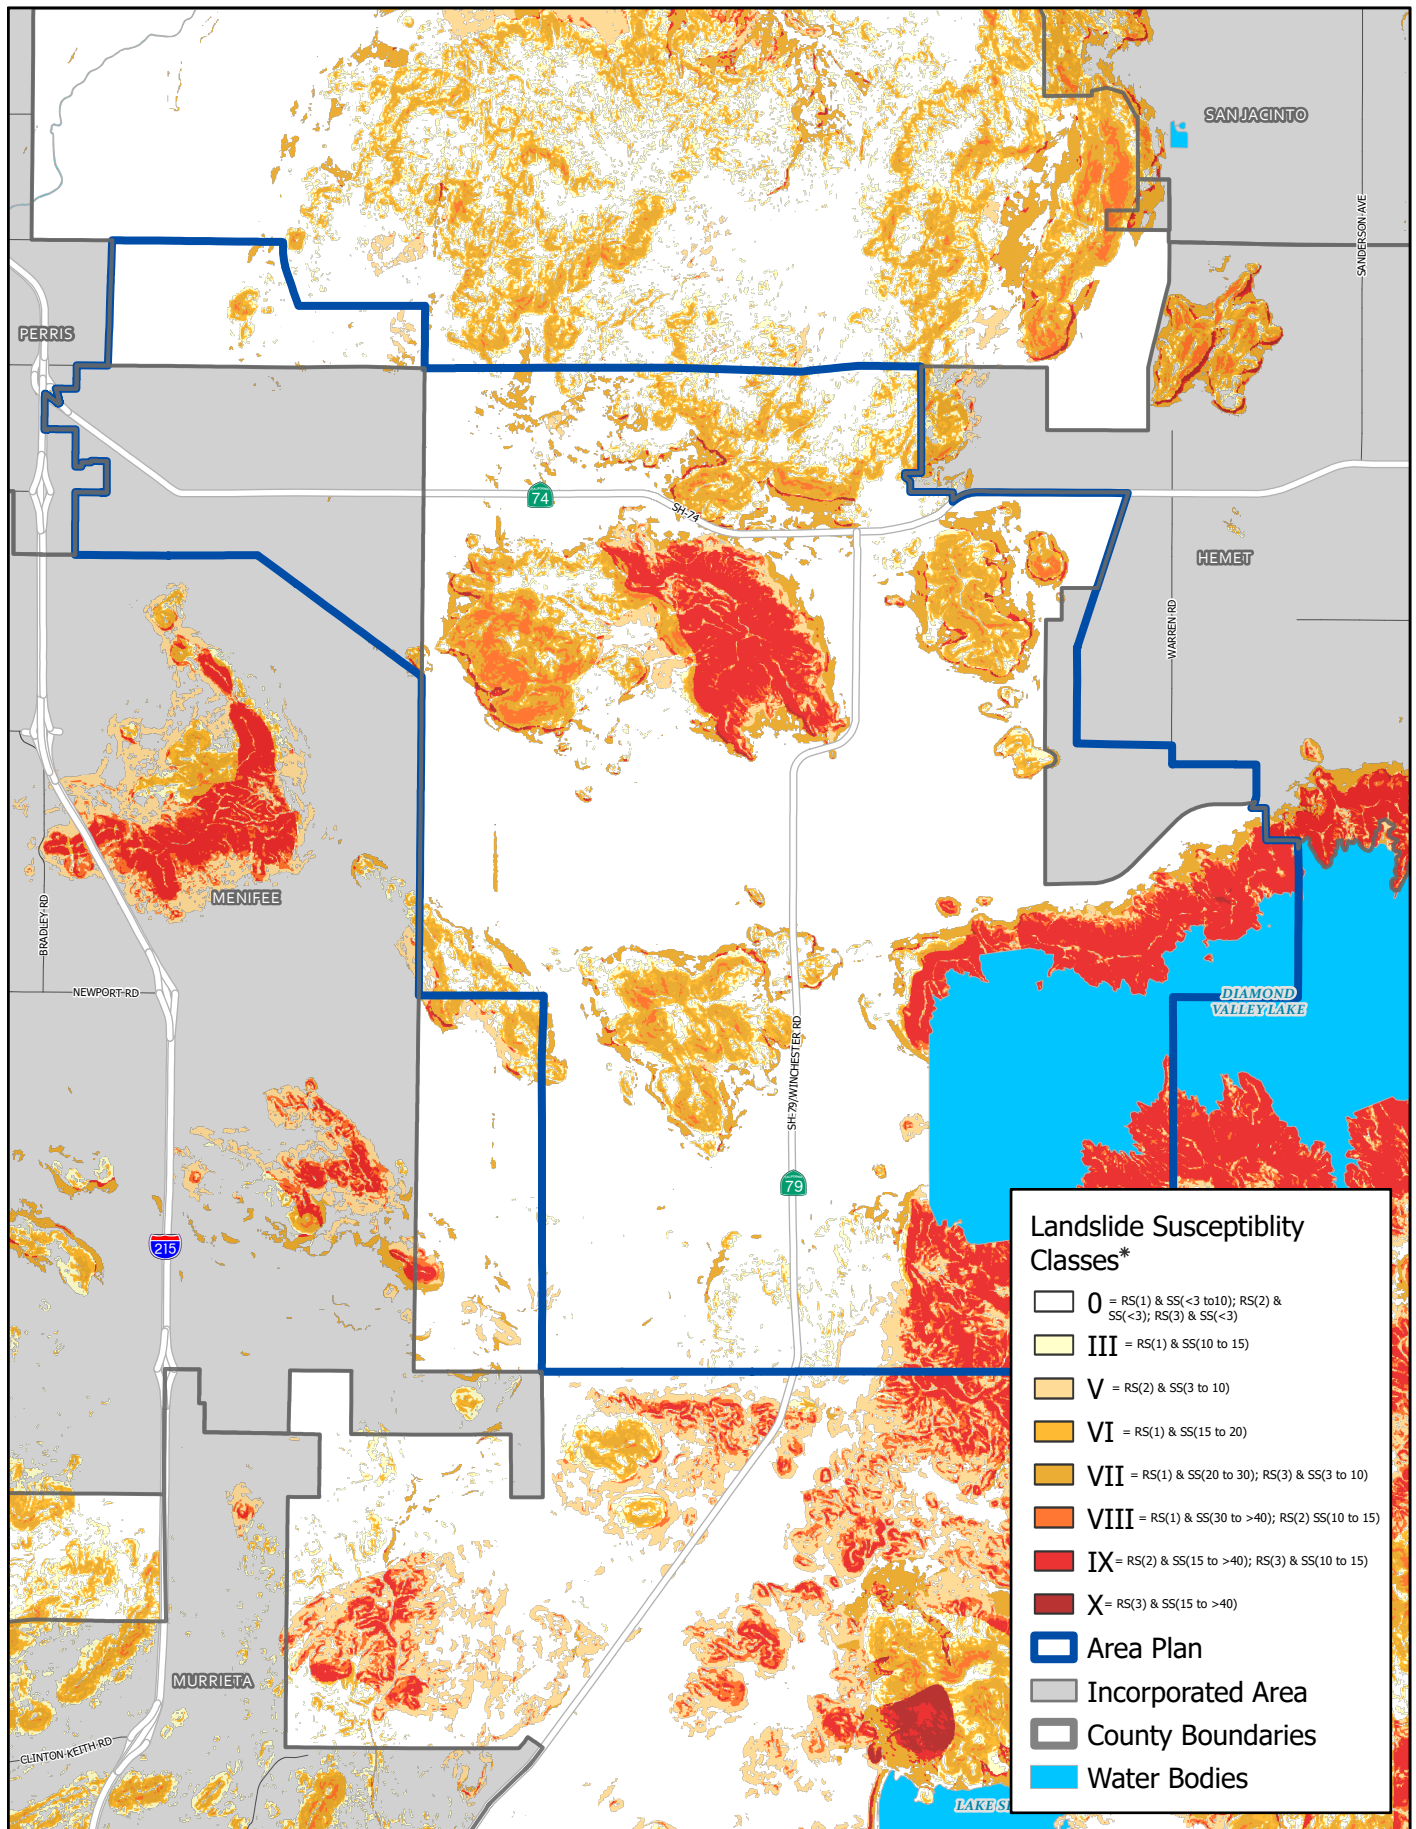 SAN JACINTO
SANDERSON AVE
PERRIS
CALIFORNIA
74
SH-74
HEMET
WARREN RD
MENIFEE
BRADLEY RD
NEWPORT RD
DIAMOND
VALLEY LAKE
SH-79/WINCHESTER RD
CALIFORNIA
79
215
MURRIETA
CLINTON KEITH RD
LAKE S
Landslide Susceptiblity
Classes*
0 = RS(1) & SS(<3 to10); RS(2) &
SS(<3); RS(3) & SS(<3)
III = RS(1) & SS(10 to 15)
V = RS(2) & SS(3 to 10)
VI = RS(1) & SS(15 to 20)
VII = RS(1) & SS(20 to 30); RS(3) & SS(3 to 10)
VIII = RS(1) & SS(30 to >40); RS(2) SS(10 to 15)
IX = RS(2) & SS(15 to >40); RS(3) & SS(10 to 15)
X = RS(3) & SS(15 to >40)
Area Plan
Incorporated Area
County Boundaries
Water Bodies